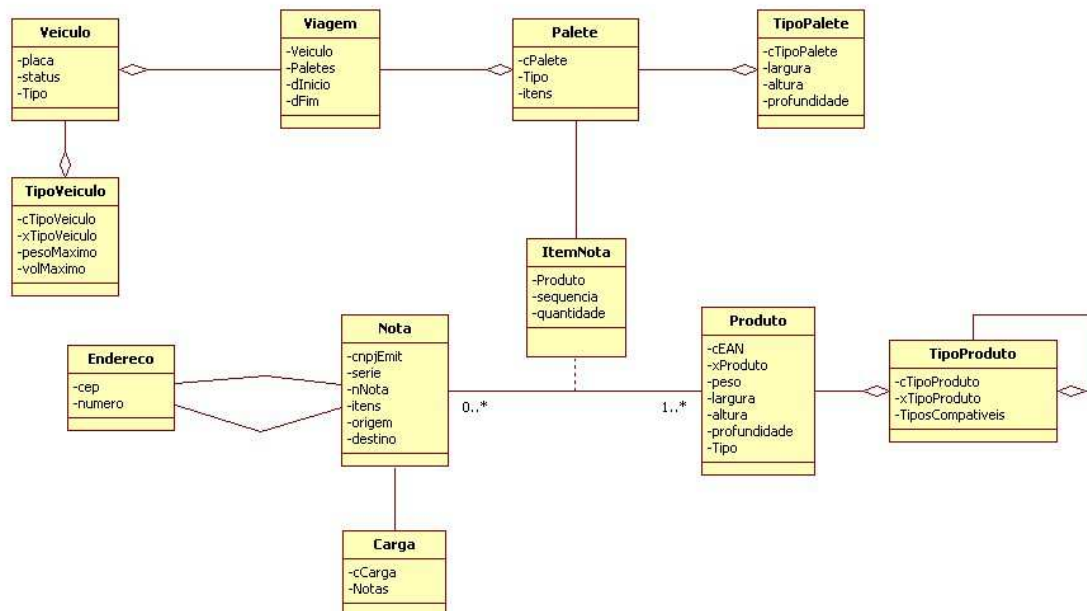 Veiculo
-placa
-status
-Tipo
Viagem
-Veiculo
-Paletes
-dInicio
-dFim
Palete
-cPalete
-Tipo
-itens
TipoPalete
-cTipoPalete
-largura
-altura
-profundidade
TipoVeiculo
-cTipoVeiculo
-xTipoVeiculo
-pesoMaximo
-volMaximo
ItemNota
-Produto
-sequencia
-quantidade
Endereco
-cep
-numero
Nota
-cnpjEmit
-serie
-nNota
-itens
-origem
-destino
0..*
1..*
Produto
-cEAN
-xProduto
-peso
-largura
-altura
-profundidade
-Tipo
TipoProduto
-cTipoProduto
-xTipoProduto
-TiposCompativeis
Carga
-cCarga
-Notas